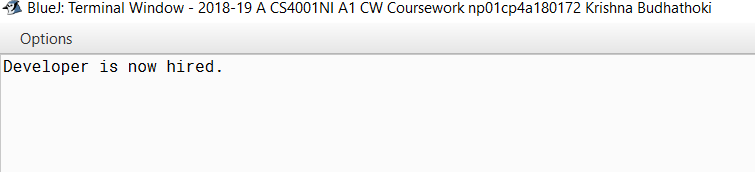 BlueJ: Terminal Window - 2018-19 A CS4001NI A1 CW Coursework np01cp4a180172 Krishna Budhathoki
Options
Developer is now hired.